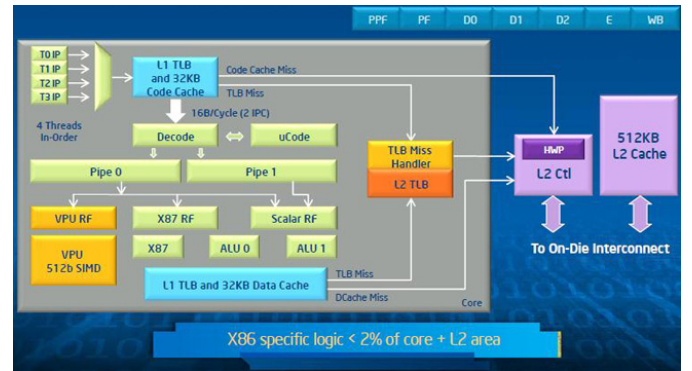 PPF PF D0 D1 D2 E WB
T0 IP
T1 IP
T2 IP
T3 IP
4 Threads
In-Order
L1 TLB
and 32KB
Code Cache
Code Cache Miss
TLB Miss
16B/Cycle (2 IPC)
Decode
uCode
Pipe 0
Pipe 1
TLB Miss
Handler
L2 TLB
HWP
L2 Ctl
512KB
L2 Cache
VPU RF
X87 RF
Scalar RF
VPU
512b SIMD
X87
ALU 0
ALU 1
To On-Die Interconnect
L1 TLB and 32KB Data Cache
TLB Miss
DCache Miss
Core
X86 specific logic < 2% of core + L2 area